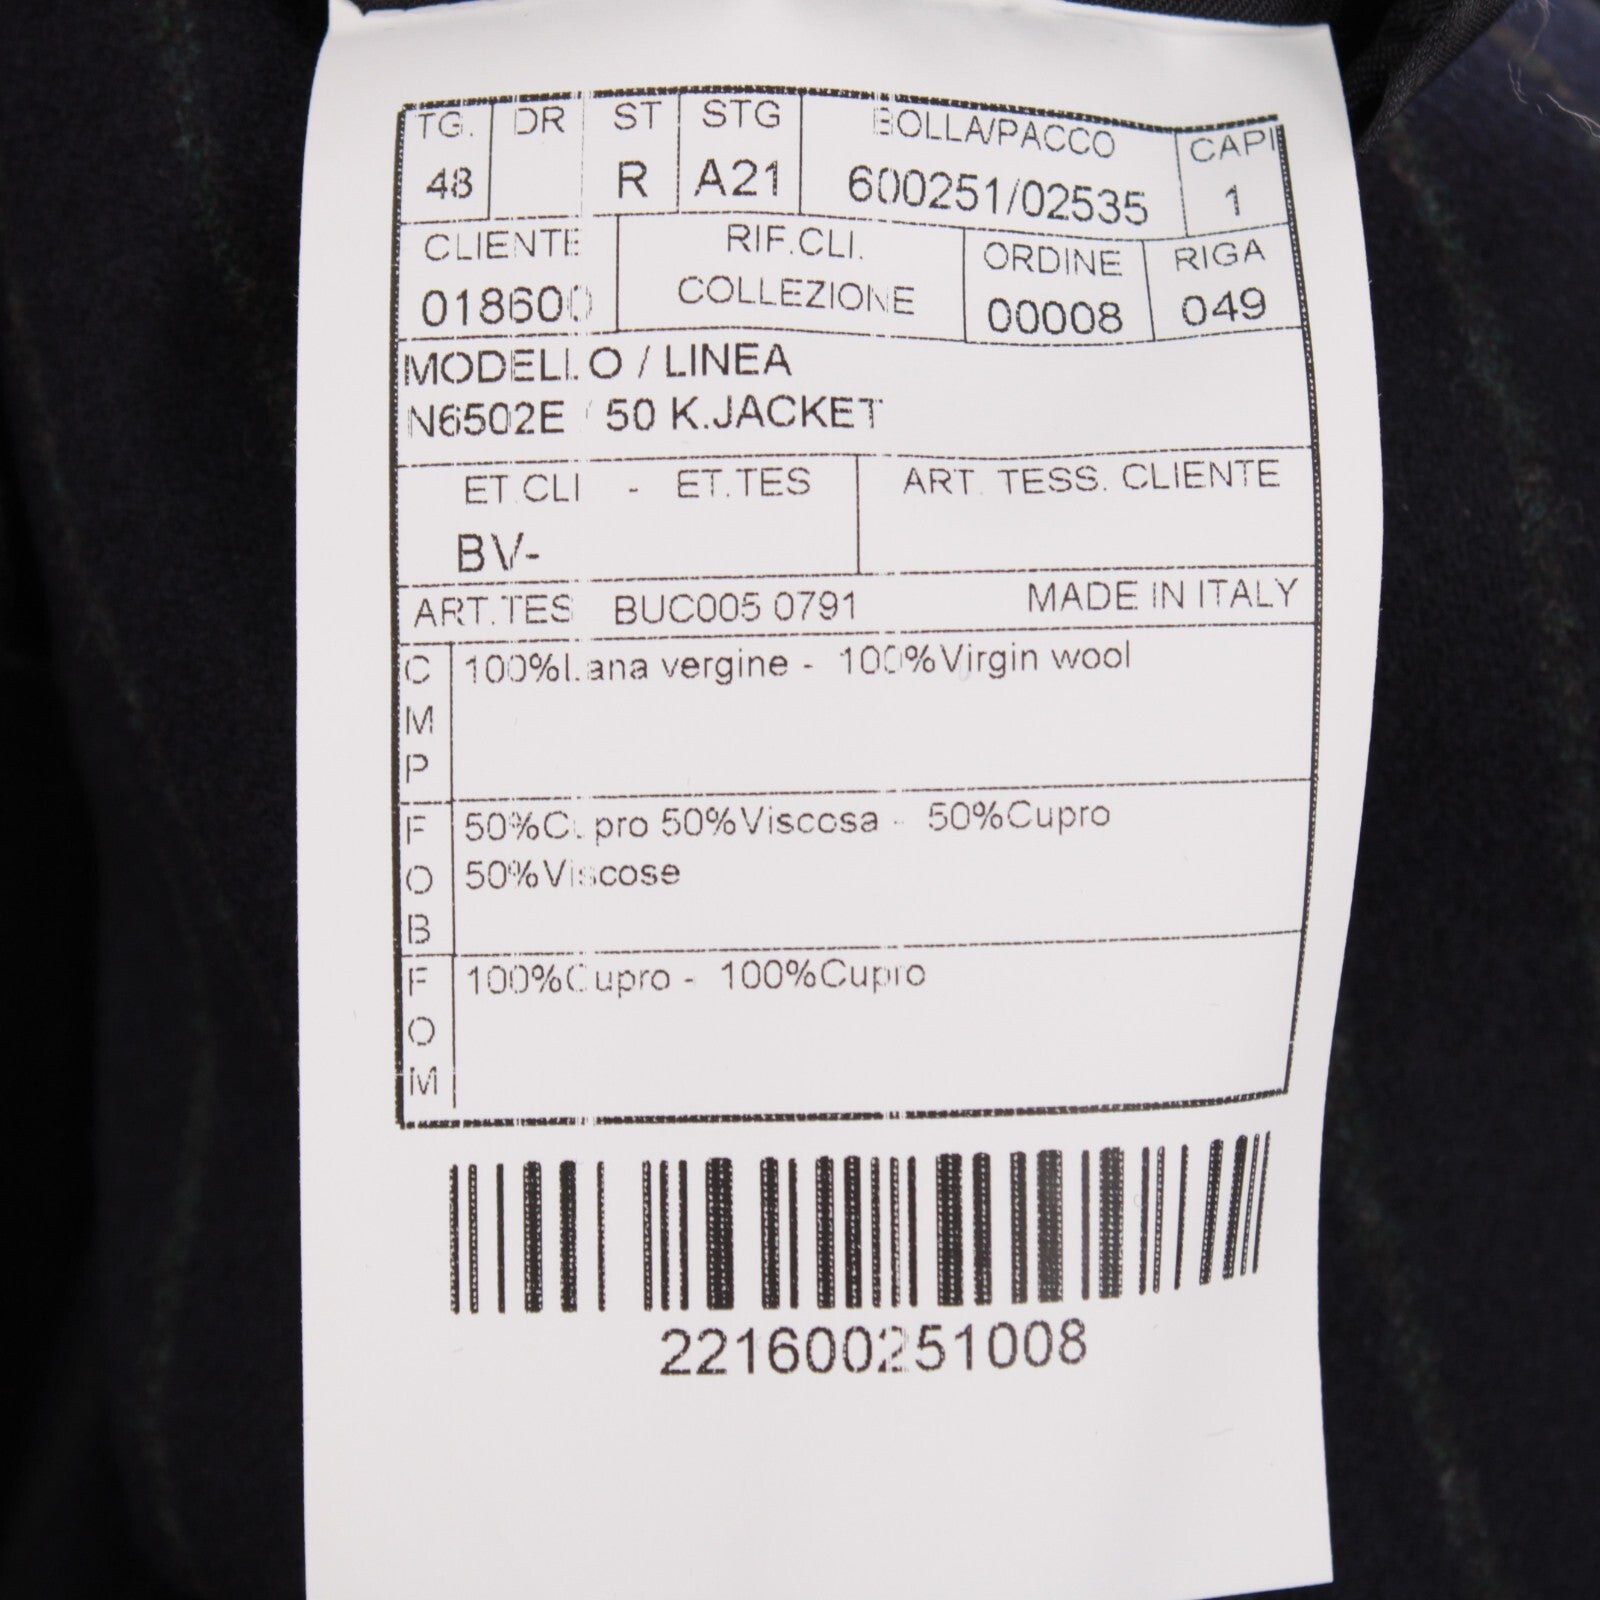 TG. DR ST STG BOLLA/PACCO CAPI
48 R A21 600251/02535 1
CLIENTE RIF.CLI. ORDINE RIGA
018600 COLLEZIONE 00008 049
MODELLO / LINEA
N6502E / 50 K.JACKET
ET.CLI - ET.TES ART. TESS. CLIENTE
BV-
ART.TES BUC005 0791 MADE IN ITALY
CMP 100%Lana vergine - 100%Virgin wool
FOB 50%Cupro 50%Viscosa - 50%Cupro
50%Viscose
FOM 100%Cupro - 100%Cupro
221600251008